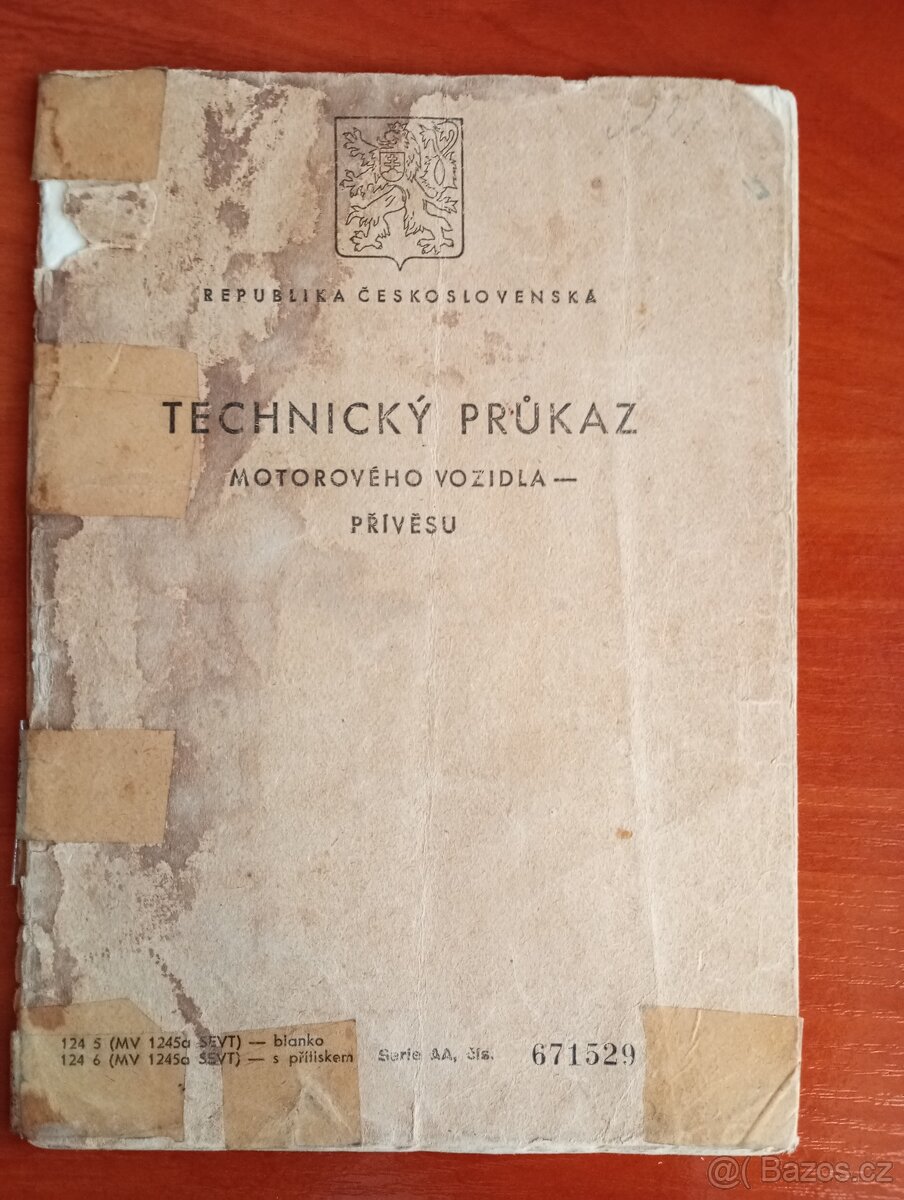 REPUBLIKA ČESKOSLOVENSKÁ
TECHNICKÝ PRŮKAZ
MOTOROVÉHO VOZIDLA —
PŘÍVĚSU
124 5 (MV 1245a SEVT) — blanko
124 6 (MV 1245a SEVT) — s přítiskem
Serie AA, čís. 671529
@( Bazos.cz